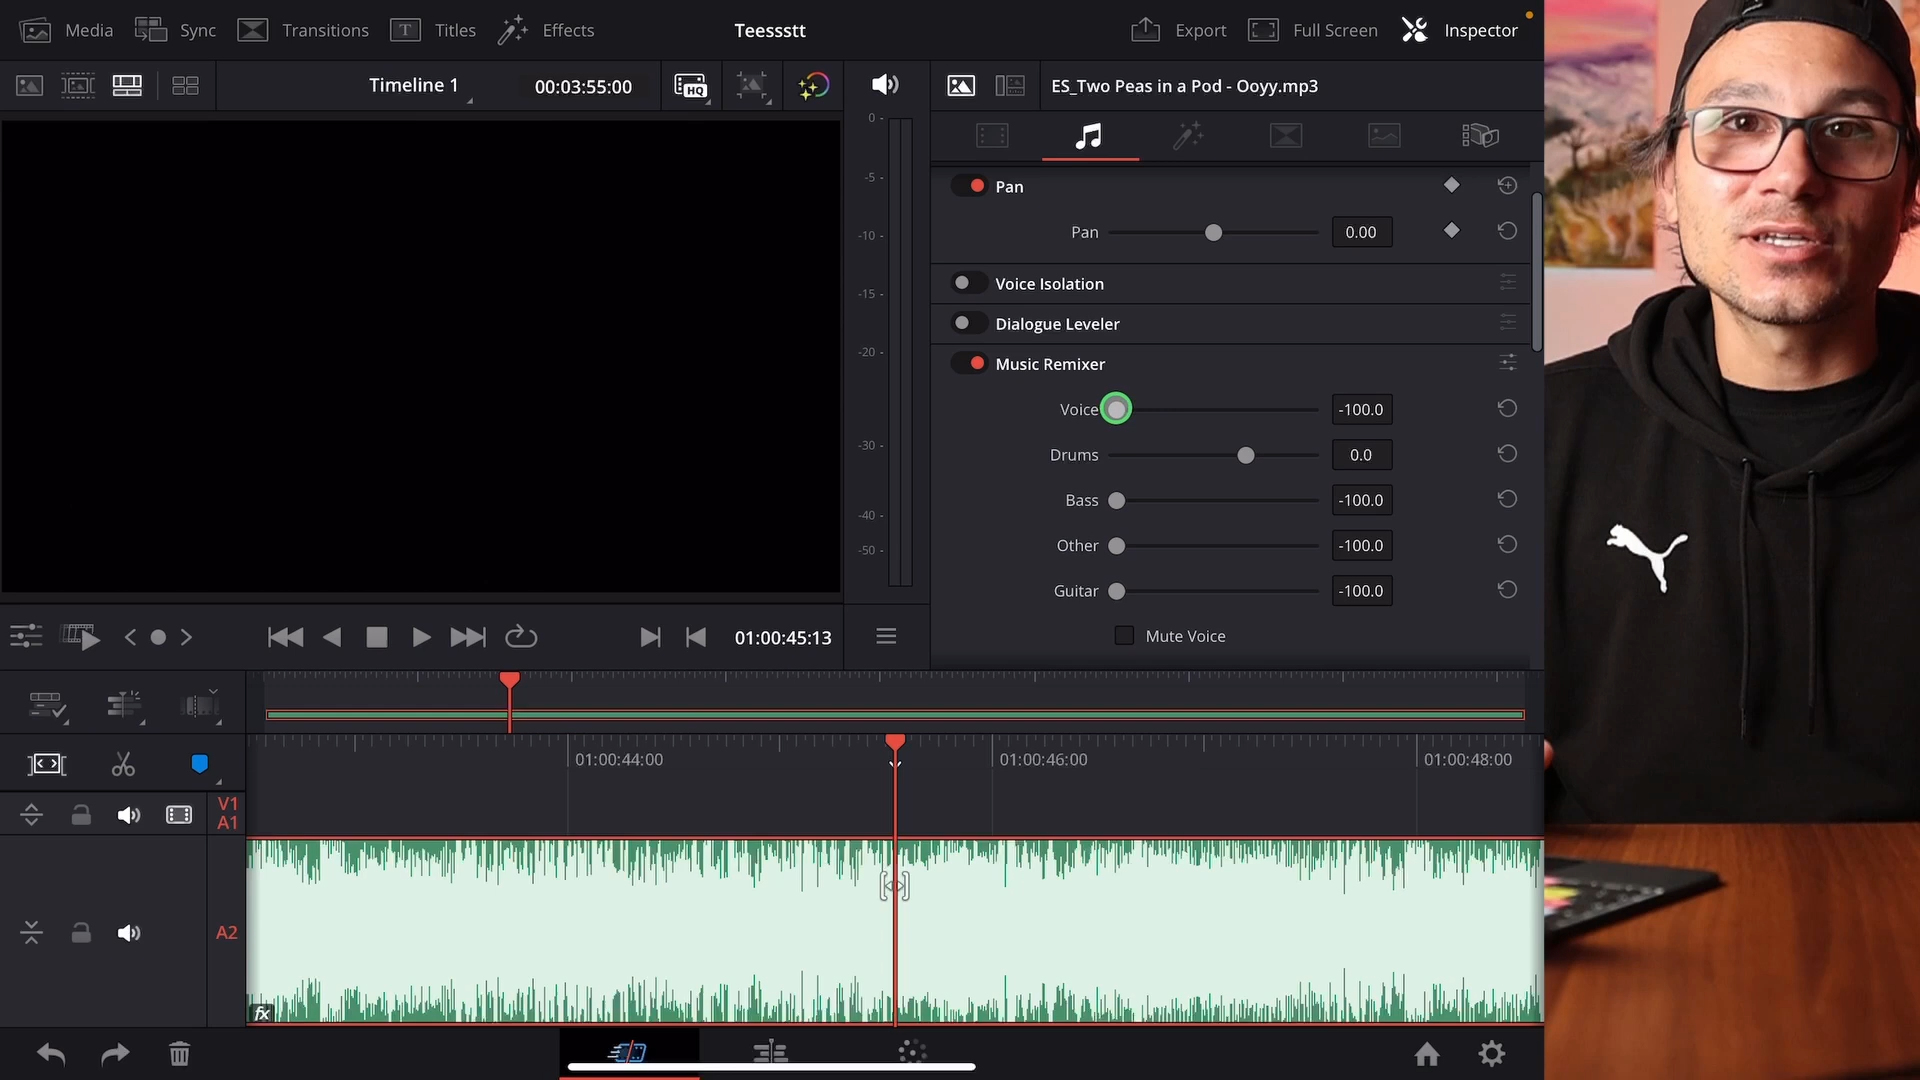 Media Sync Transitions Titles Effects Teessstt Export Full Screen Inspector
Timeline 1 00:03:55:00 HQ ES_Two Peas in a Pod - Ooyy.mp3
0 -
-5 -
-10 -
-15 -
-20 -
-30 -
-40 -
-50 -
Pan
Pan 0.00
Voice Isolation
Dialogue Leveler
Music Remixer
Voice -100.0
Drums 0.0
Bass -100.0
Other -100.0
Guitar -100.0
Mute Voice
01:00:45:13
01:00:44:00 01:00:46:00 01:00:48:00
V1
A1
A2
fx